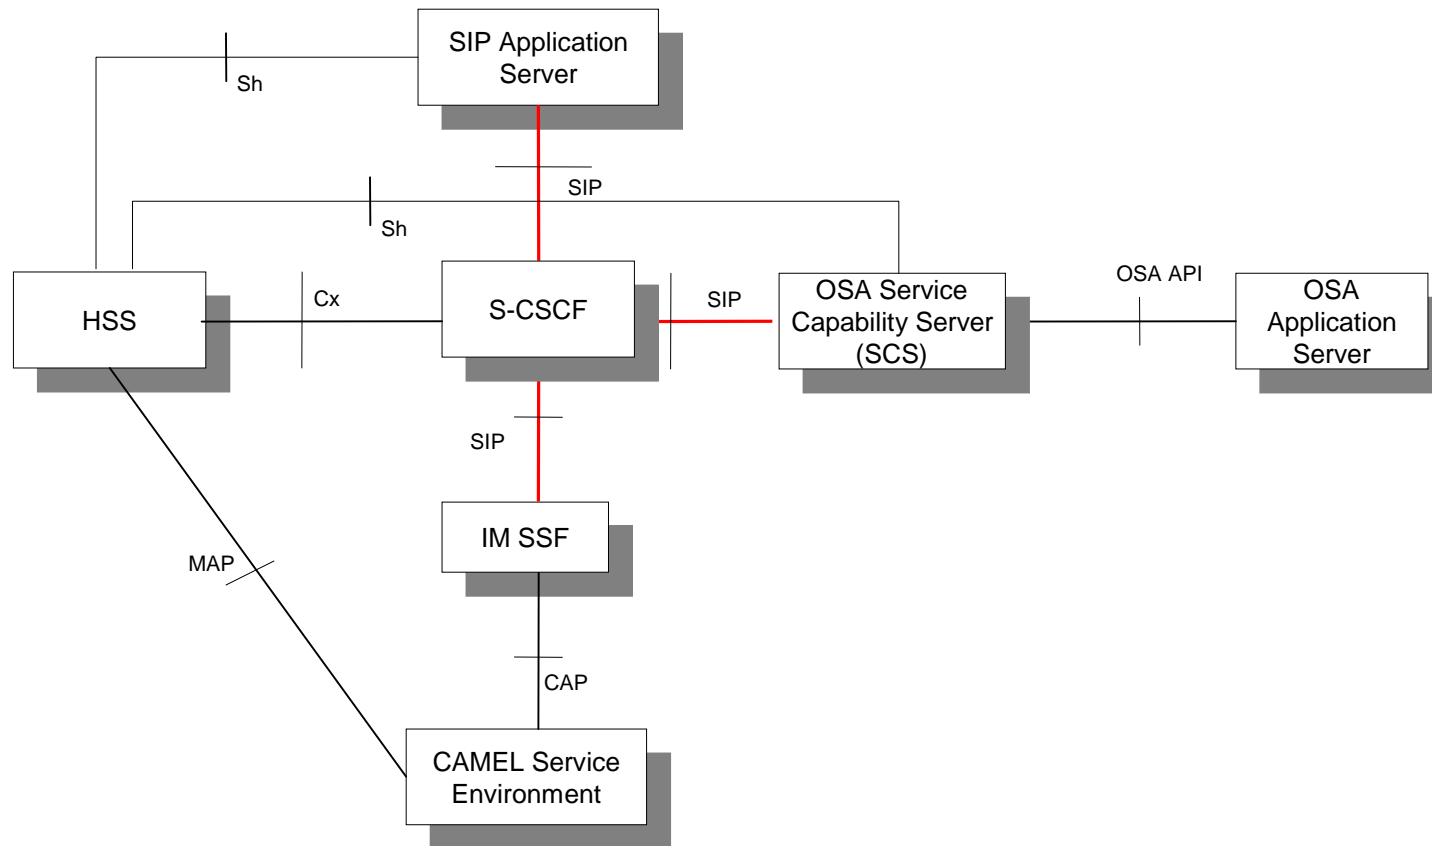 SIP Application
Server
Sh
SIP
Sh
HSS
Cx
S-CSCF
SIP
OSA Service
Capability Server
(SCS)
OSA API
OSA
Application
Server
SIP
IM SSF
MAP
CAP
CAMEL Service
Environment